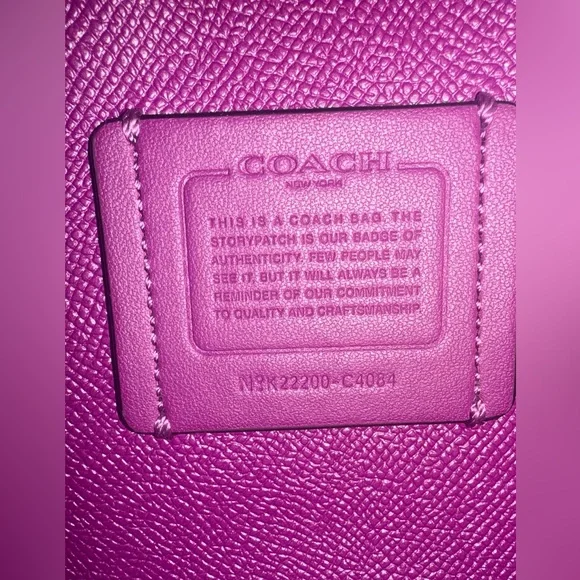 COACH
NEW YORK
THIS IS A COACH BAG. THE
STORYPATCH IS OUR BADGE OF
AUTHENTICITY. FEW PEOPLE MAY
SEE IT, BUT IT WILL ALWAYS BE A
REMINDER OF OUR COMMITMENT
TO QUALITY AND CRAFTSMANSHIP.
N3K22200-C4084